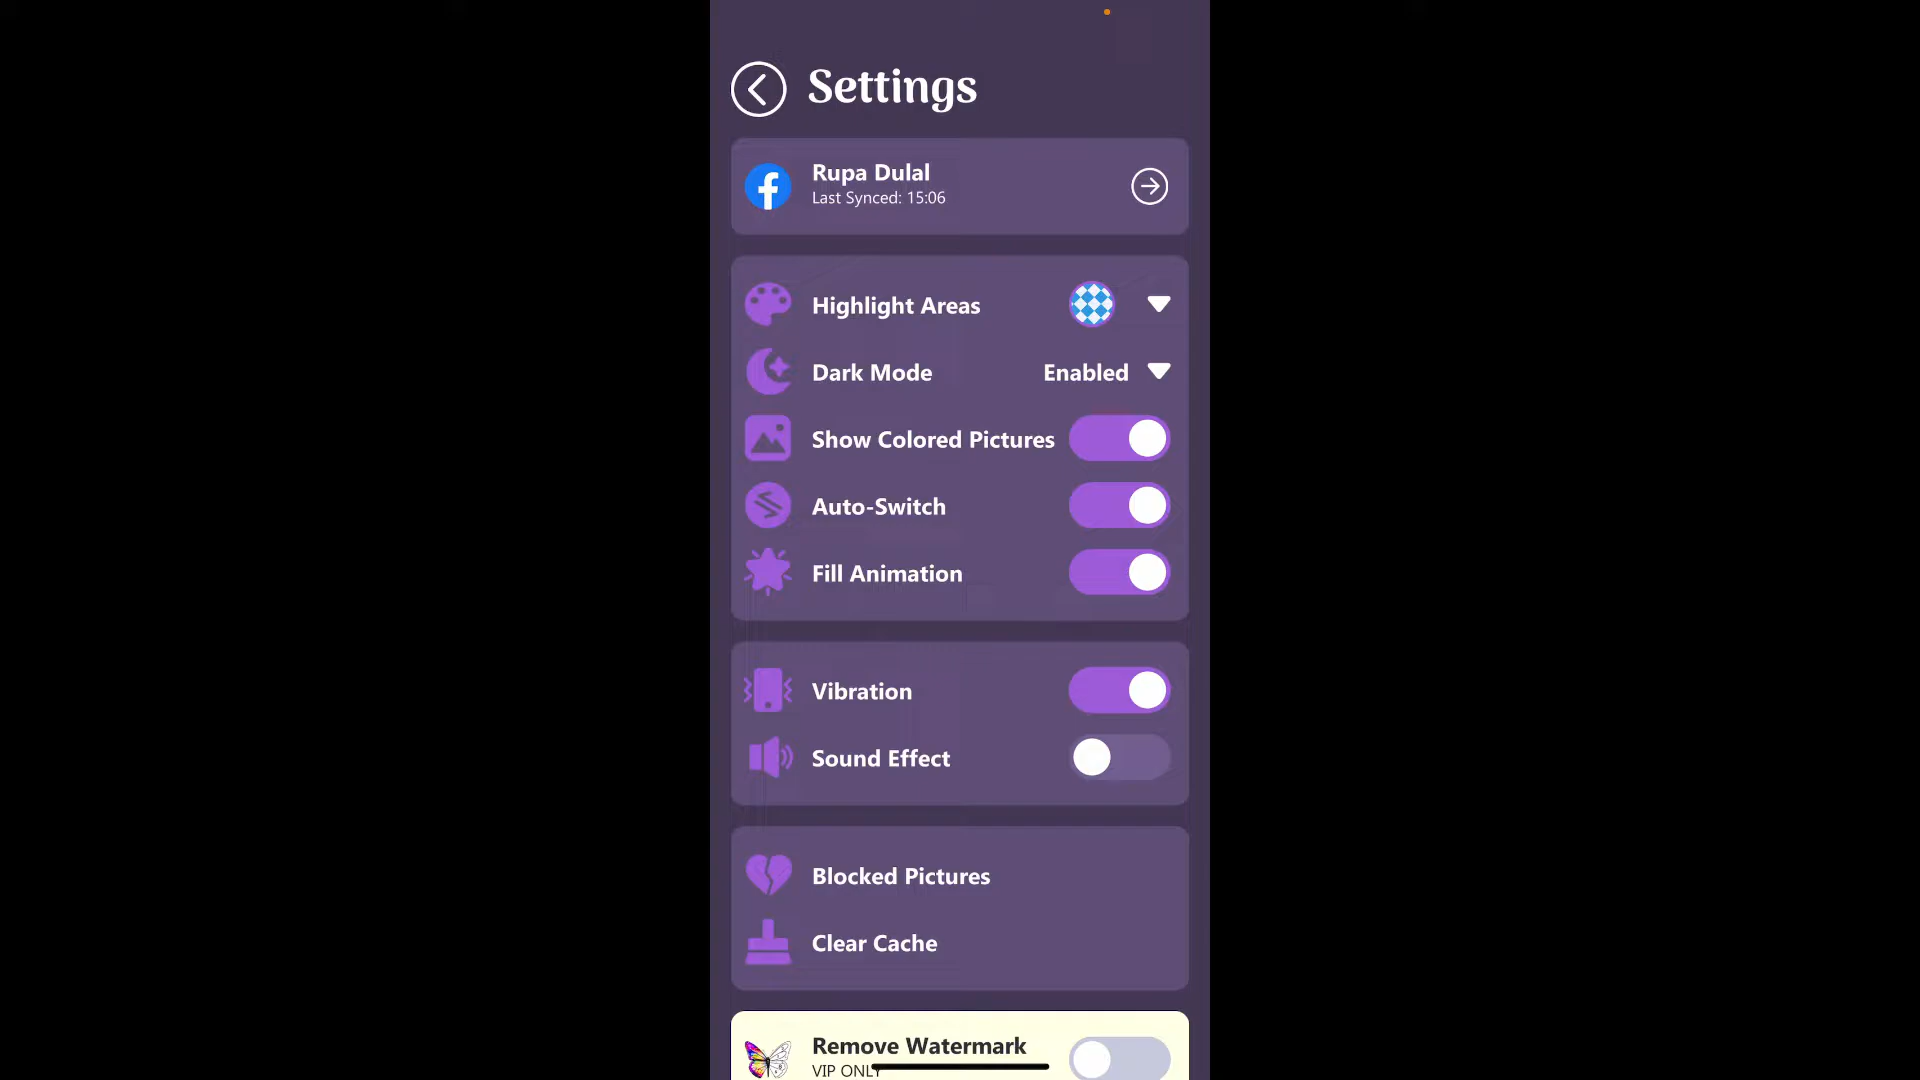 Settings
Rupa Dulal
Last Synced: 15:06
Highlight Areas
Dark Mode Enabled
Show Colored Pictures
Auto-Switch
Fill Animation
Vibration
Sound Effect
Blocked Pictures
Clear Cache
Remove Watermark
VIP ONLY